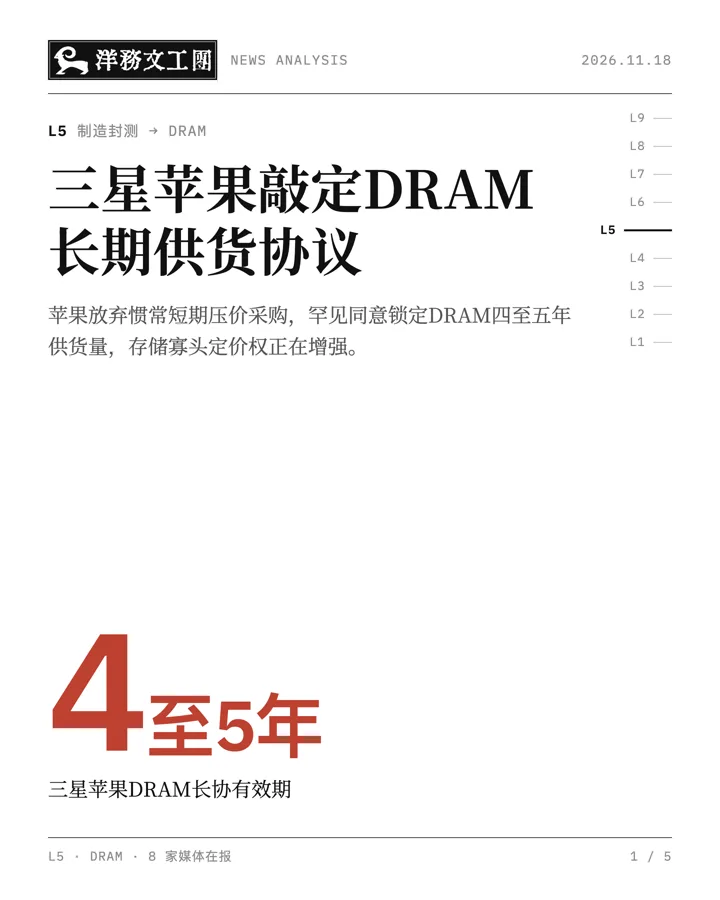 洋務文工團 NEWS ANALYSIS 2026.11.18
L5 制造封测 → DRAM
三星苹果敲定DRAM
长期供货协议
苹果放弃惯常短期压价采购，罕见同意锁定DRAM四至五年
供货量，存储寡头定价权正在增强。
L9
L8
L7
L6
L5
L4
L3
L2
L1
4至5年
三星苹果DRAM长协有效期
L5 · DRAM · 8 家媒体在报 1 / 5